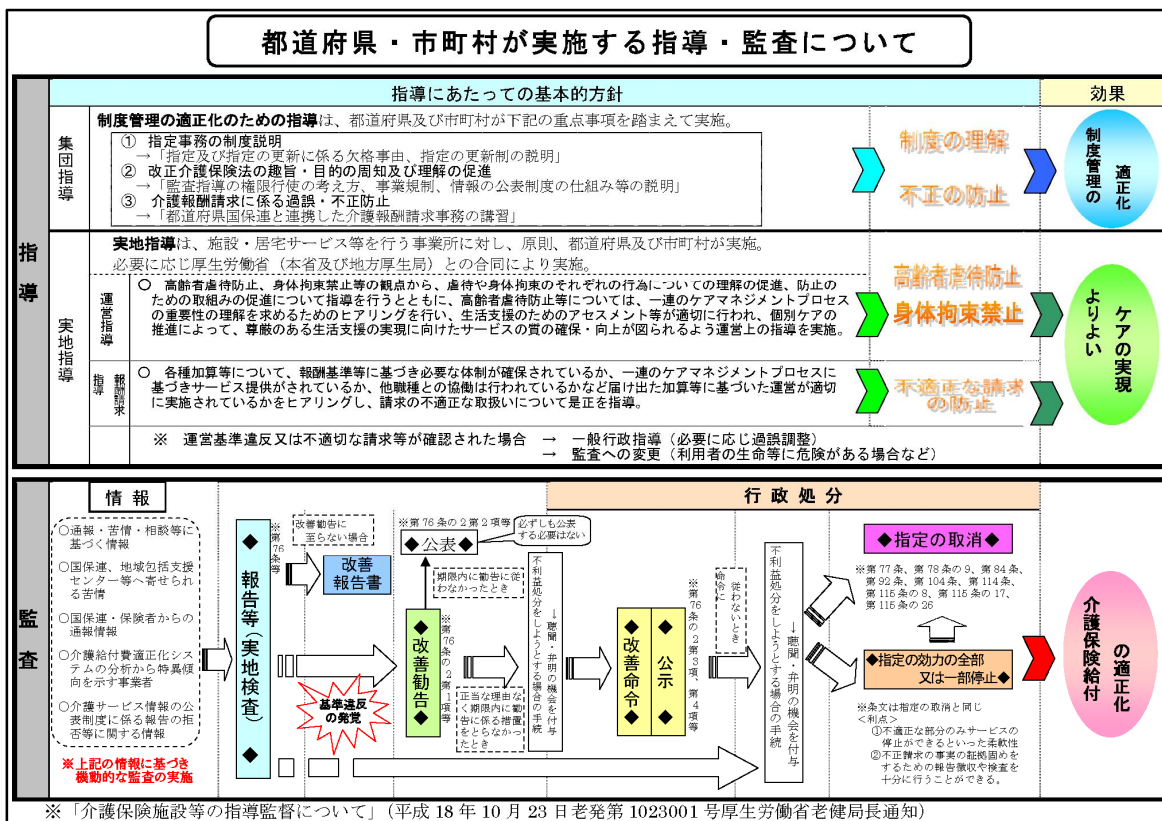 都道府県・市町村が実施する指導・監査について
指導にあたっての基本的方針
効果
指導
集団指導
制度管理の適正化のための指導は、都道府県及び市町村が下記の重点事項を踏まえて実施。
① 指定事務の制度説明
→「指定及び指定の更新に係る欠格事由、指定の更新制の説明」
② 改正介護保険法の趣旨・目的の周知及び理解の促進
→「監査指導の権限行使の考え方、事業規制、情報の公表制度の仕組み等の説明」
③ 介護報酬請求に係る過誤・不正防止
→「都道府県国保連と連携した介護報酬請求事務の講習」
制度の理解
不正の防止
制度管理の
適正化
実地指導
実地指導は、施設・居宅サービス等を行う事業所に対し、原則、都道府県及び市町村が実施。
必要に応じ厚生労働省（本省及び地方厚生局）との合同により実施。
運営指導
○ 高齢者虐待防止、身体拘束禁止等の観点から、虐待や身体拘束のそれぞれの行為についての理解の促進、防止の
ための取組みの促進について指導を行うとともに、高齢者虐待防止等については、一連のケアマネジメントプロセス
の重要性の理解を求めるためのヒアリングを行い、生活支援のためのアセスメント等が適切に行われ、個別ケアの
推進によって、尊厳のある生活支援の実現に向けたサービスの質の確保・向上が図られるよう運営上の指導を実施。
高齢者虐待防止
身体拘束禁止
よりよい
ケアの実現
報酬請求
指導
○ 各種加算等について、報酬基準等に基づき必要な体制が確保されているか、一連のケアマネジメントプロセスに
基づきサービス提供がされているか、他職種との協働は行われているかなど届け出た加算等に基づいた運営が適切
に実施されているかをヒアリングし、請求の不適正な取扱いについて是正を指導。
不適正な請求
の防止
※ 運営基準違反又は不適切な請求等が確認された場合 → 一般行政指導（必要に応じ過誤調整）
→ 監査への変更（利用者の生命等に危険がある場合など）
監査
情報
○通報・苦情・相談等に
基づく情報
○国保連、地域包括支援
センター等へ寄せられ
る苦情
○国保連・保険者からの
通報情報
○介護給付費適正化シ
ステムの分析から特異傾
向を示す事業者
○介護サービス情報の公
表制度に係る報告の拒
否等に関する情報
※上記の情報に基づき
機動的な監査の実施
◆報告等（実地検査）◆
※第76条等
改善勧告に
至らない場合
改善
報告書
基準違反
の発覚
※第76条の2第2項等
◆公表◆
必ずしも公表
する必要はない
期限内に勧告に従
わなかったとき
◆改善勧告◆
※第76条の2第1項等
正当な理由な
く期限内に勧
告に係る措置
をとらなかっ
たとき
行政処分
不利益処分をしようとする場合の手続
→聴聞・弁明の機会を付与
◆改善命令◆
◆公示◆
※第76条の2第3項、第4項等
命令に
従わないとき
不利益処分をしようとする場合の手続
→聴聞・弁明の機会を付与
◆指定の取消◆
※第77条、第78条の9、第84条、
第92条、第104条、第114条、
第115条の8、第115条の17、
第115条の26
◆指定の効力の全部
又は一部停止◆
※条文は指定の取消と同じ
<利点>
①不適正な部分のみサービスの
停止ができるといった柔軟性
②不正請求の事実の証拠固めを
するための報告徴収や検査を
十分に行うことができる。
介護保険給付
の適正化
※「介護保険施設等の指導監督について」（平成18年10月23日老発第1023001号厚生労働省老健局長通知）